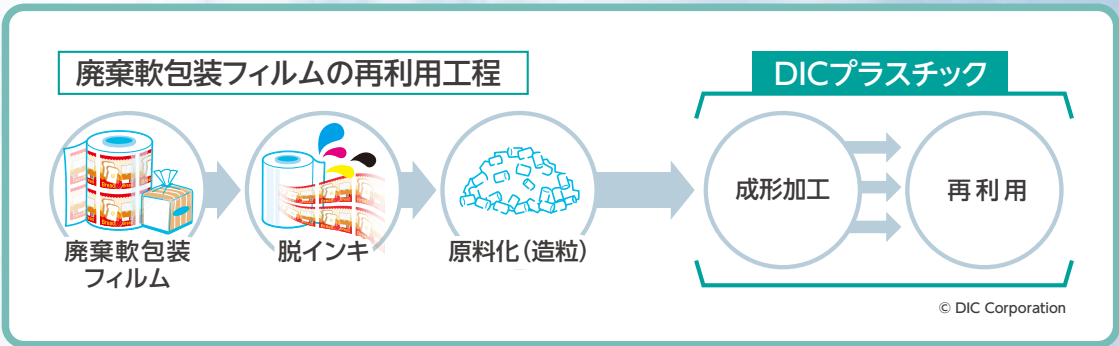 廃棄軟包装フィルムの再利用工程
DICプラスチック
廃棄軟包装
フィルム
脱インキ
原料化（造粒）
成形加工
再利用
© DIC Corporation